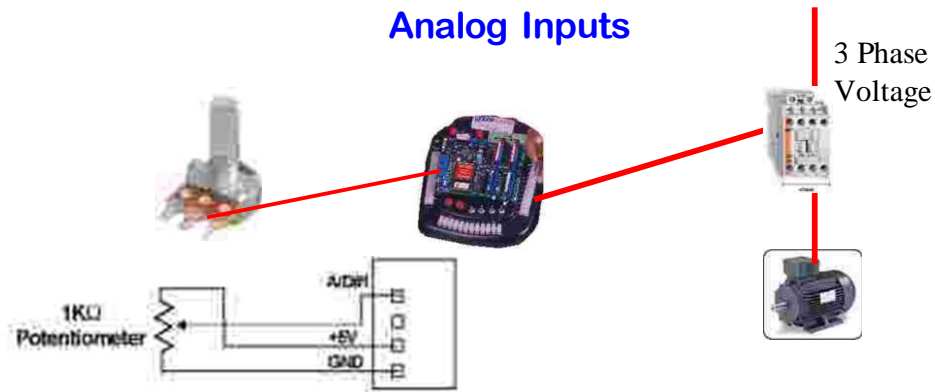 Analog Inputs
3 Phase
Voltage
A/D#1
1KΩ
Potentiometer
+5V
GND